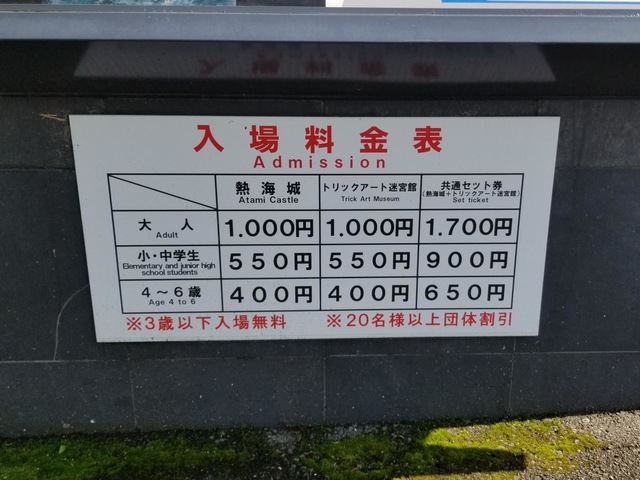 入場料金表
Admission
熱海城 トリックアート迷宮館 共通セット券
(熱海城+トリックアート迷宮館)
Atami Castle Trick Art Museum Set ticket
大人 1.000円 1.000円 1.700円
Adult
小・中学生 550円 550円 900円
Elementary and junior high
school students
4~6歳 400円 400円 650円
Age 4 to 6
※3歳以下入場無料 ※20名様以上団体割引